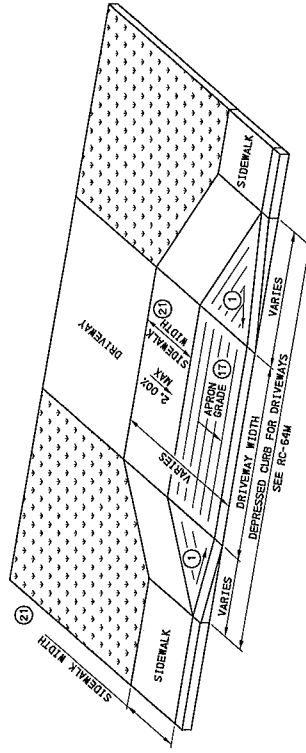 21
SIDEWALK WIDTH
SIDEWALK
DRIVEWAY
21
SIDEWALK
WIDTH
2.00%
MAX
VARIES
APRON
GRADE
17
1
1
SIDEWALK
VARIES
VARIES
DRIVEWAY WIDTH
DEPRESSED CURB FOR DRIVEWAYS
SEE RC-64M